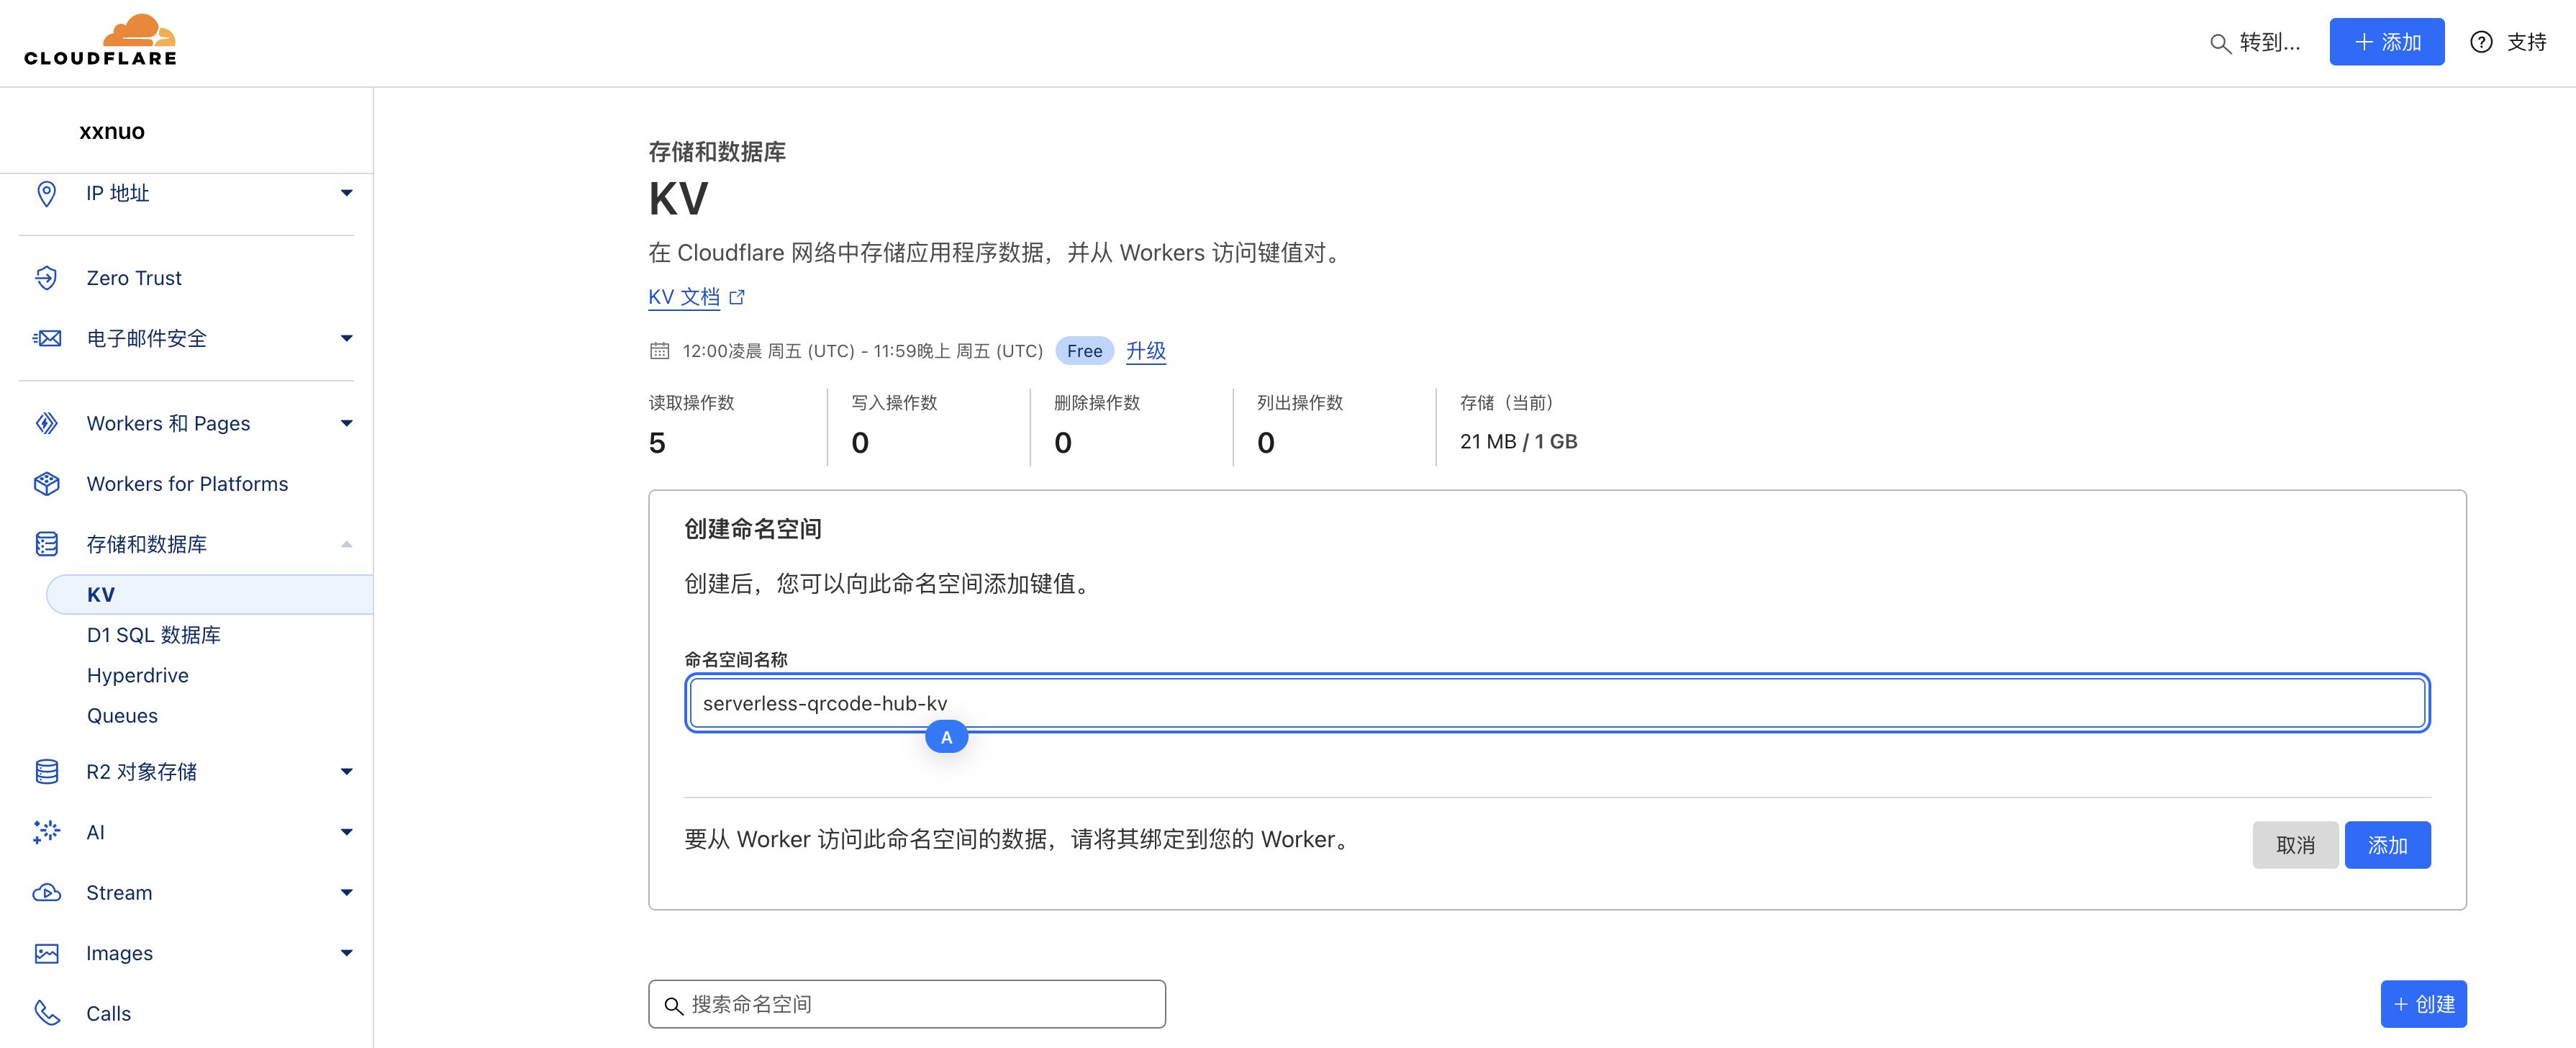 CLOUDFLARE
转到...
+ 添加
? 支持
xxnuo
IP 地址
Zero Trust
电子邮件安全
Workers 和 Pages
Workers for Platforms
存储和数据库
KV
D1 SQL 数据库
Hyperdrive
Queues
R2 对象存储
AI
Stream
Images
Calls
存储和数据库
KV
在 Cloudflare 网络中存储应用程序数据，并从 Workers 访问键值对。
KV 文档
12:00凌晨 周五 (UTC) - 11:59晚上 周五 (UTC) Free 升级
读取操作数 写入操作数 删除操作数 列出操作数 存储（当前）
5 0 0 0 21 MB / 1 GB
创建命名空间
创建后，您可以向此命名空间添加键值。
命名空间名称
serverless-qrcode-hub-kv
A
要从 Worker 访问此命名空间的数据，请将其绑定到您的 Worker。
取消 添加
搜索命名空间
+ 创建